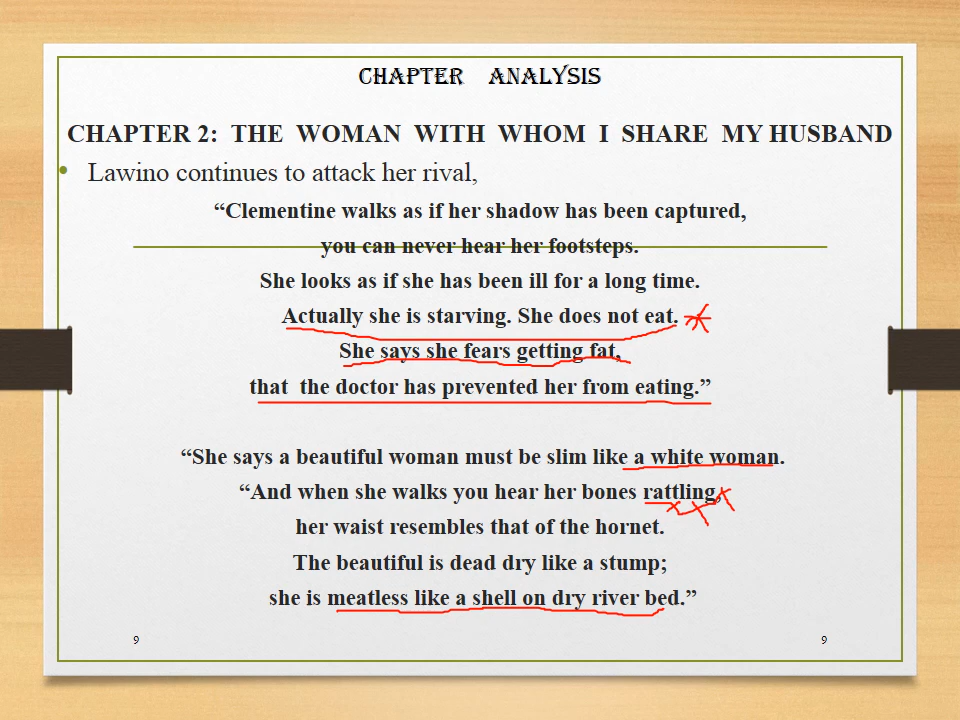 CHAPTER ANALYSIS
CHAPTER 2: THE WOMAN WITH WHOM I SHARE MY HUSBAND
• Lawino continues to attack her rival,
“Clementine walks as if her shadow has been captured,
you can never hear her footsteps.
She looks as if she has been ill for a long time.
Actually she is starving. She does not eat.
She says she fears getting fat,
that the doctor has prevented her from eating.”
“She says a beautiful woman must be slim like a white woman.
“And when she walks you hear her bones rattling,
her waist resembles that of the hornet.
The beautiful is dead dry like a stump;
she is meatless like a shell on dry river bed.”
9 9